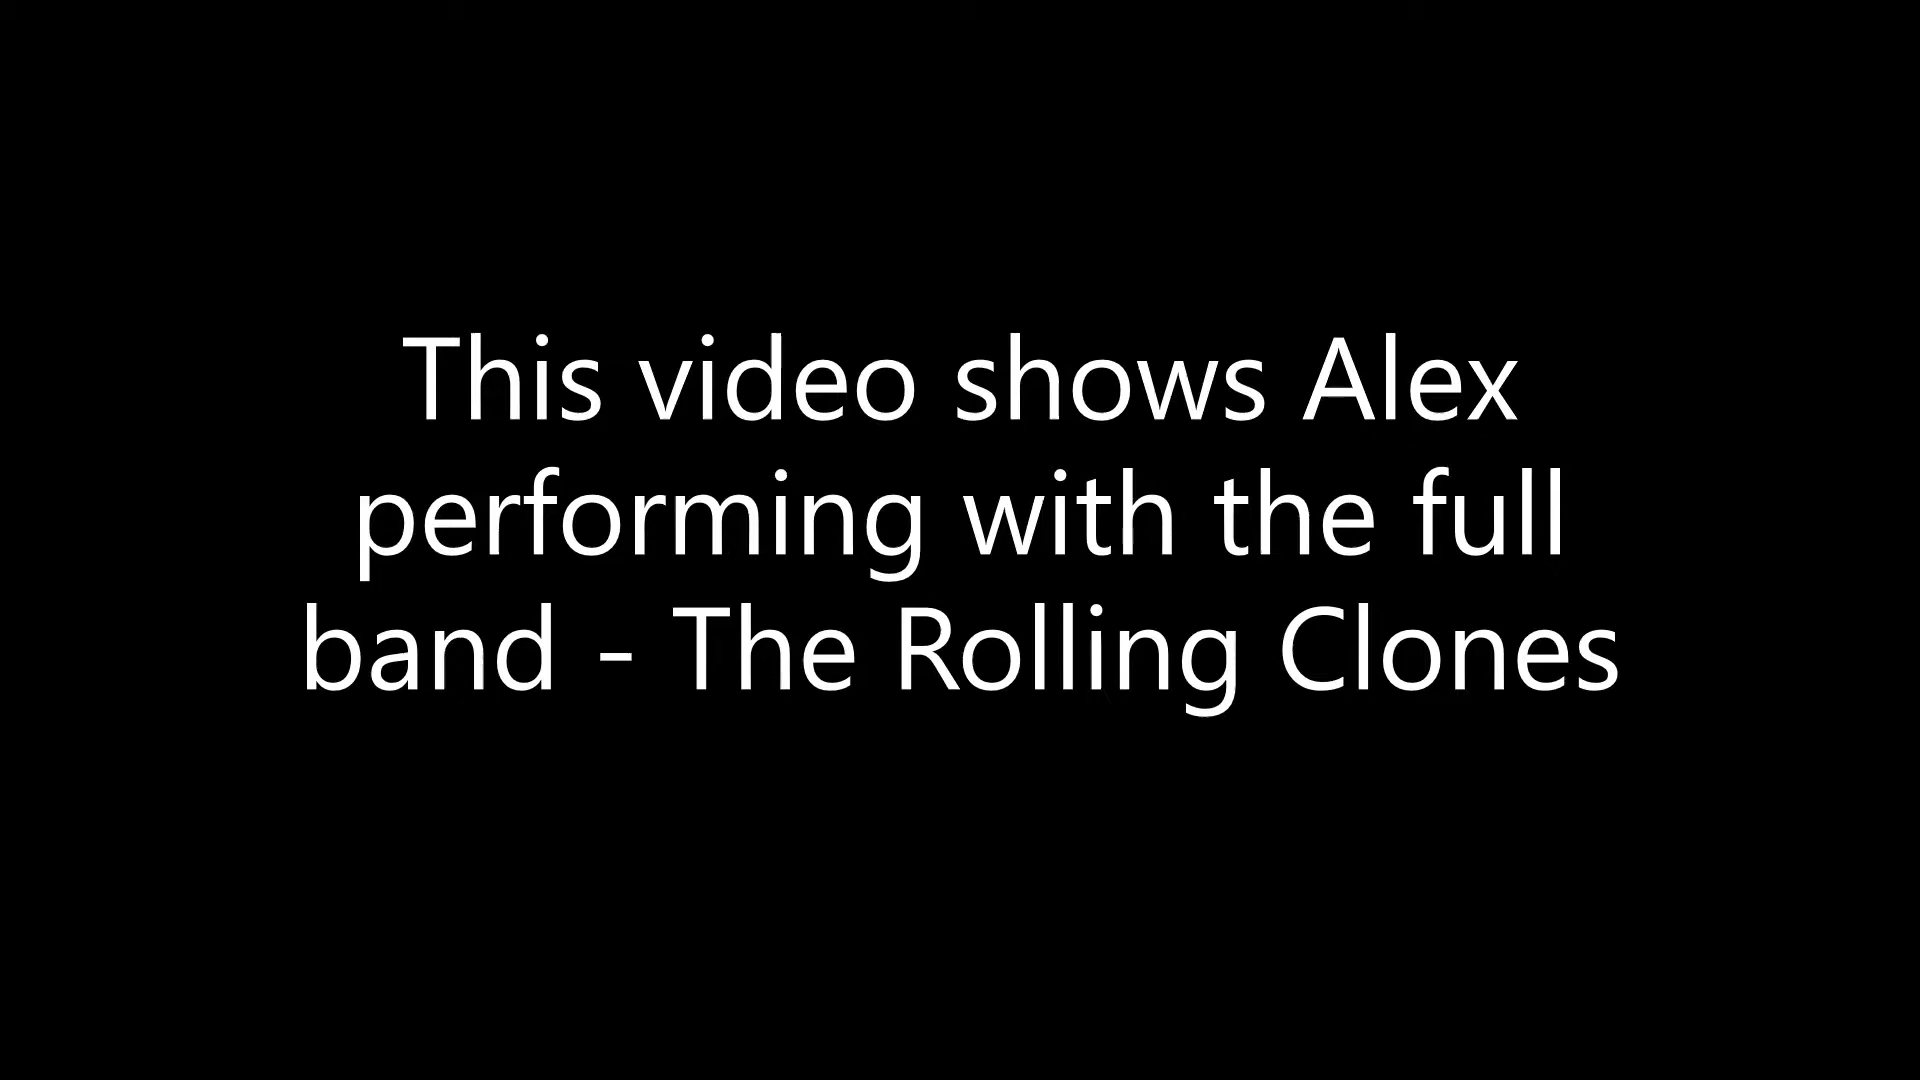 This video shows Alex
performing with the full
band - The Rolling Clones